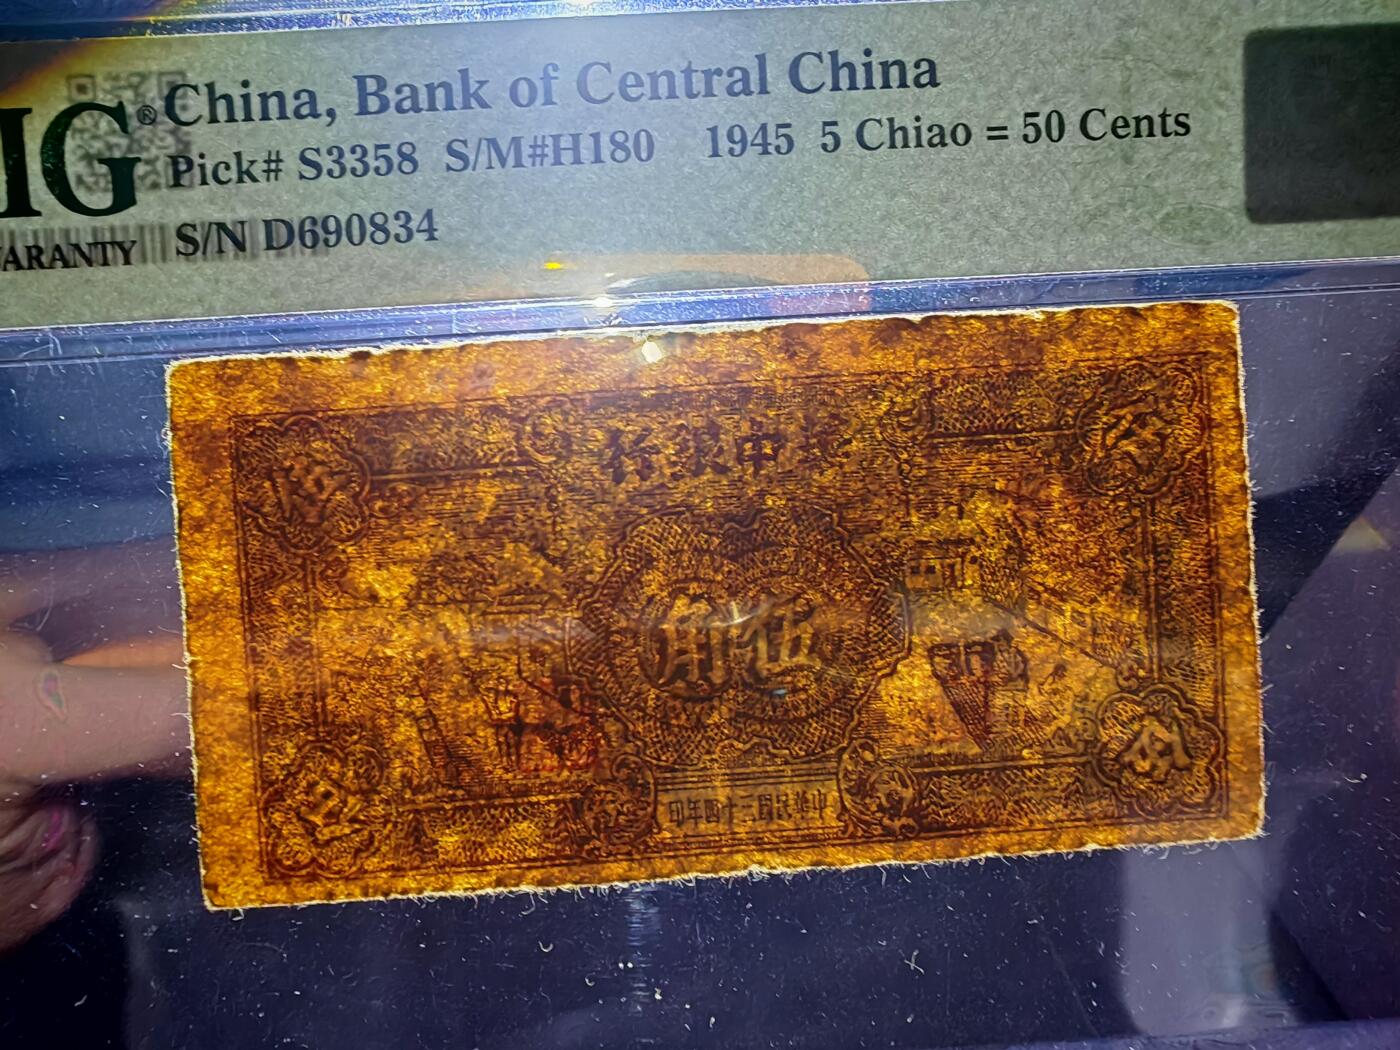 China, Bank of Central China
MG®
Pick# S3358 S/M#H180 1945 5 Chiao = 50 Cents
ARANTY S/N D690834
行銀中華
角伍
印年四十三國民華中